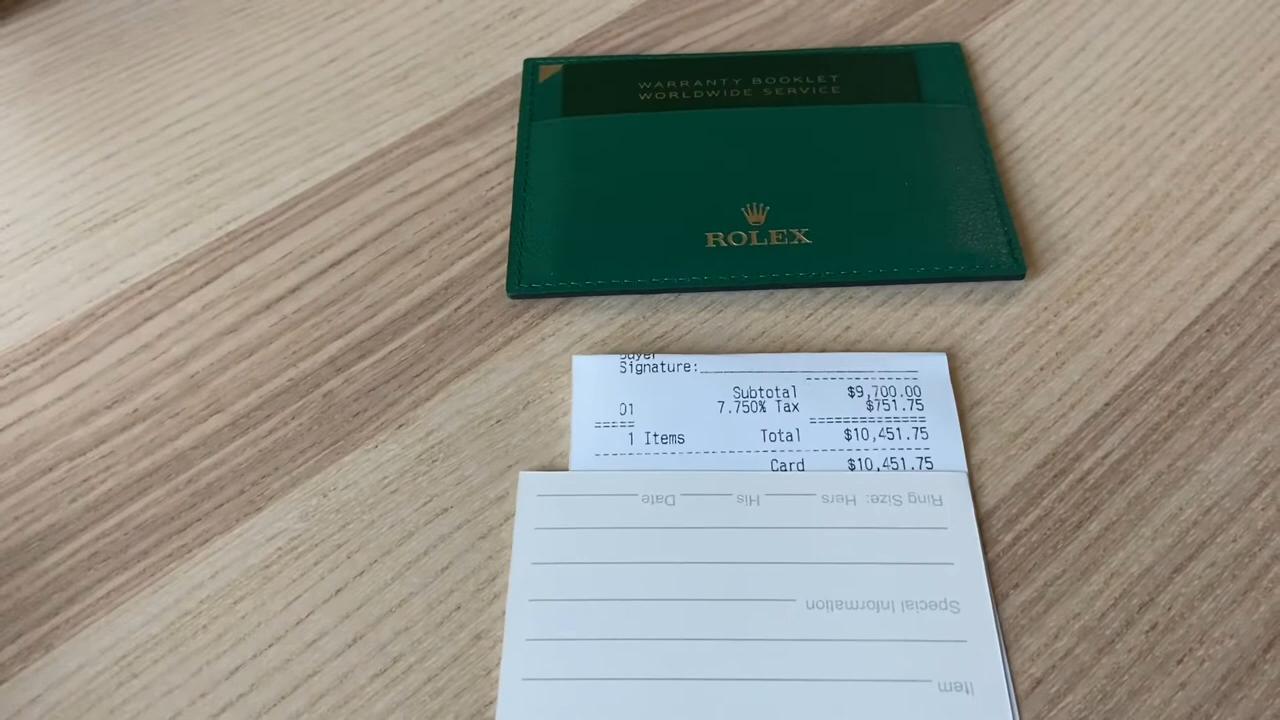 WARRANTY BOOKLET
WORLDWIDE SERVICE
ROLEX
Buyer
Signature:
Subtotal $9,700.00
01 7.750% Tax $751.75
1 Items Total $10,451.75
Card $10,451.75
Ring Size: Hers His Date
Special Information
Item